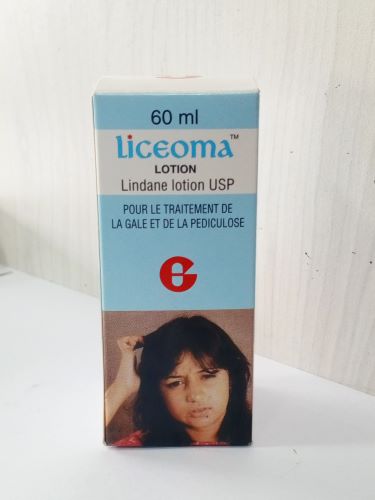 60 ml
Liceoma™
LOTION
Lindane lotion USP
POUR LE TRAITEMENT DE
LA GALE ET DE LA PEDICULOSE
G